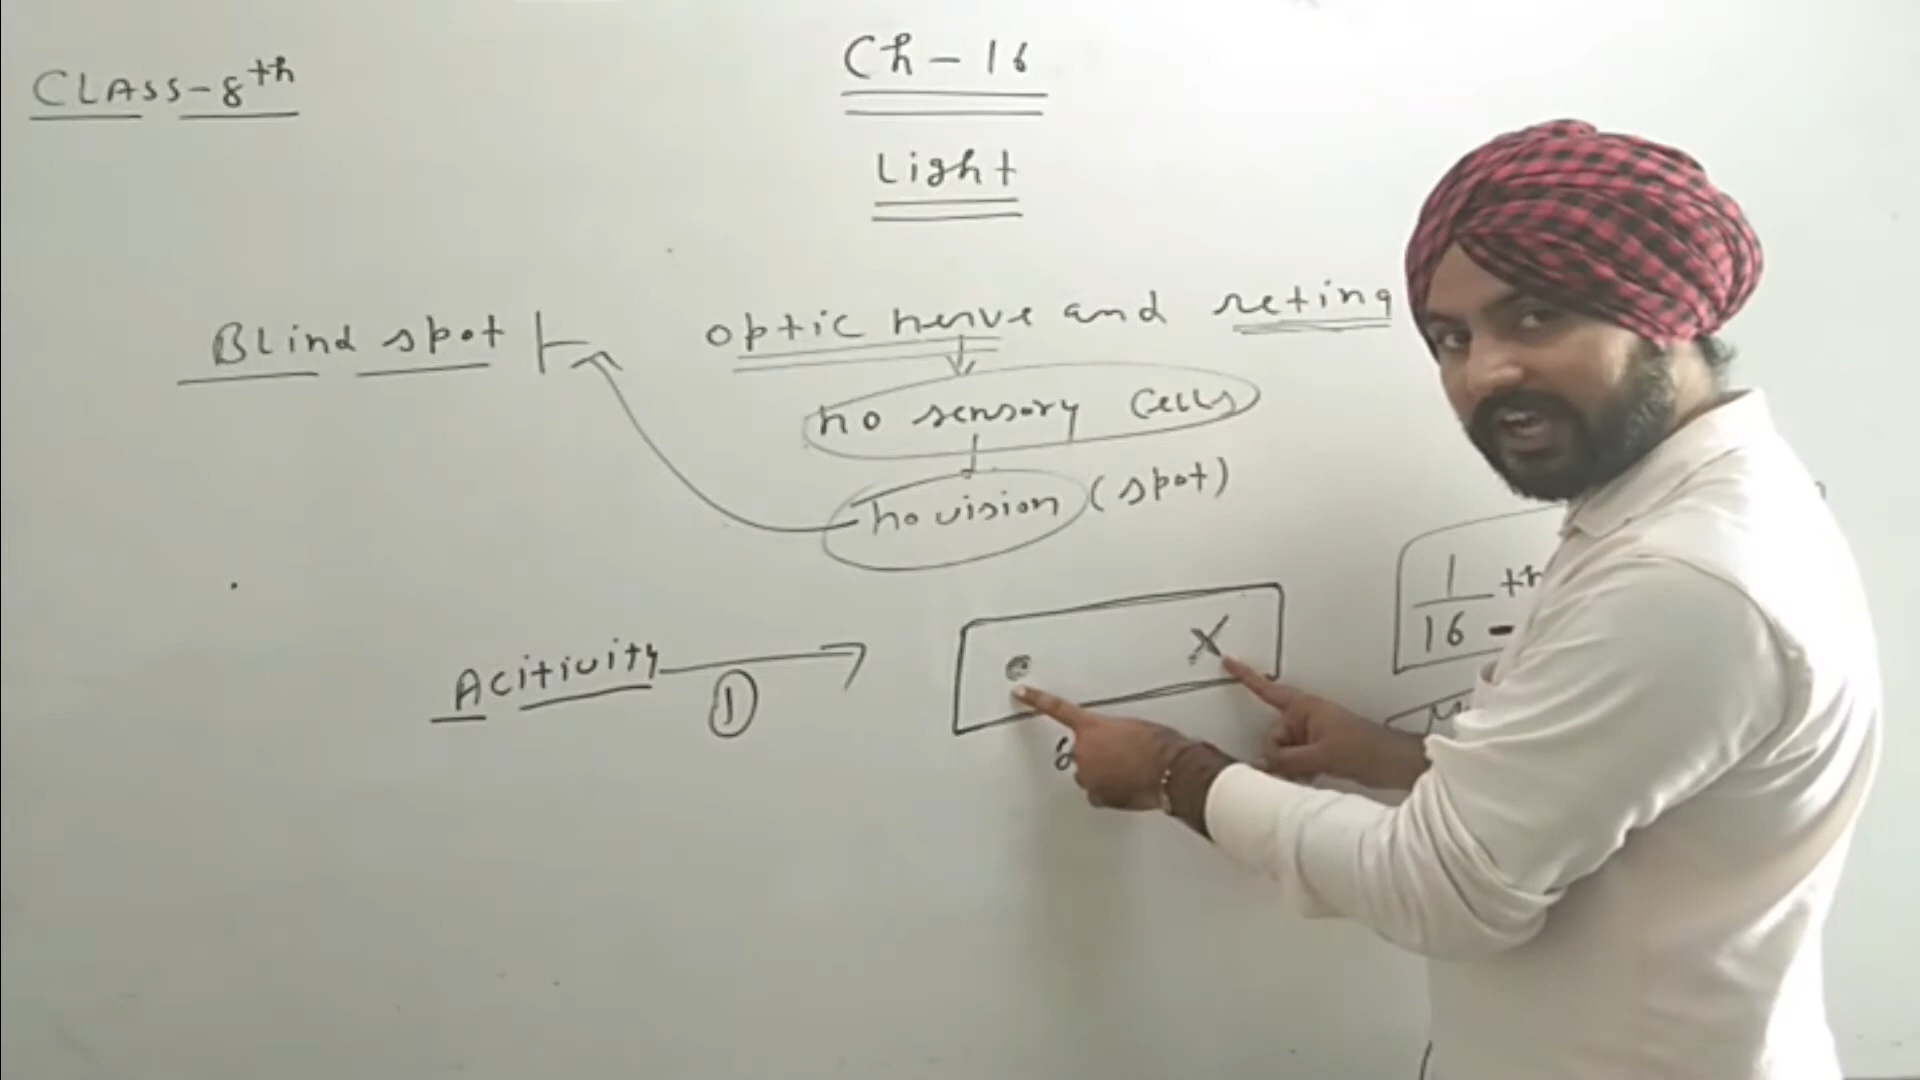 CLASS-8th
Ch-16
Light
Blind spot
optic nerve and retina
no sensory cells
no vision (spot)
1/16 th
Acitivity
1
X